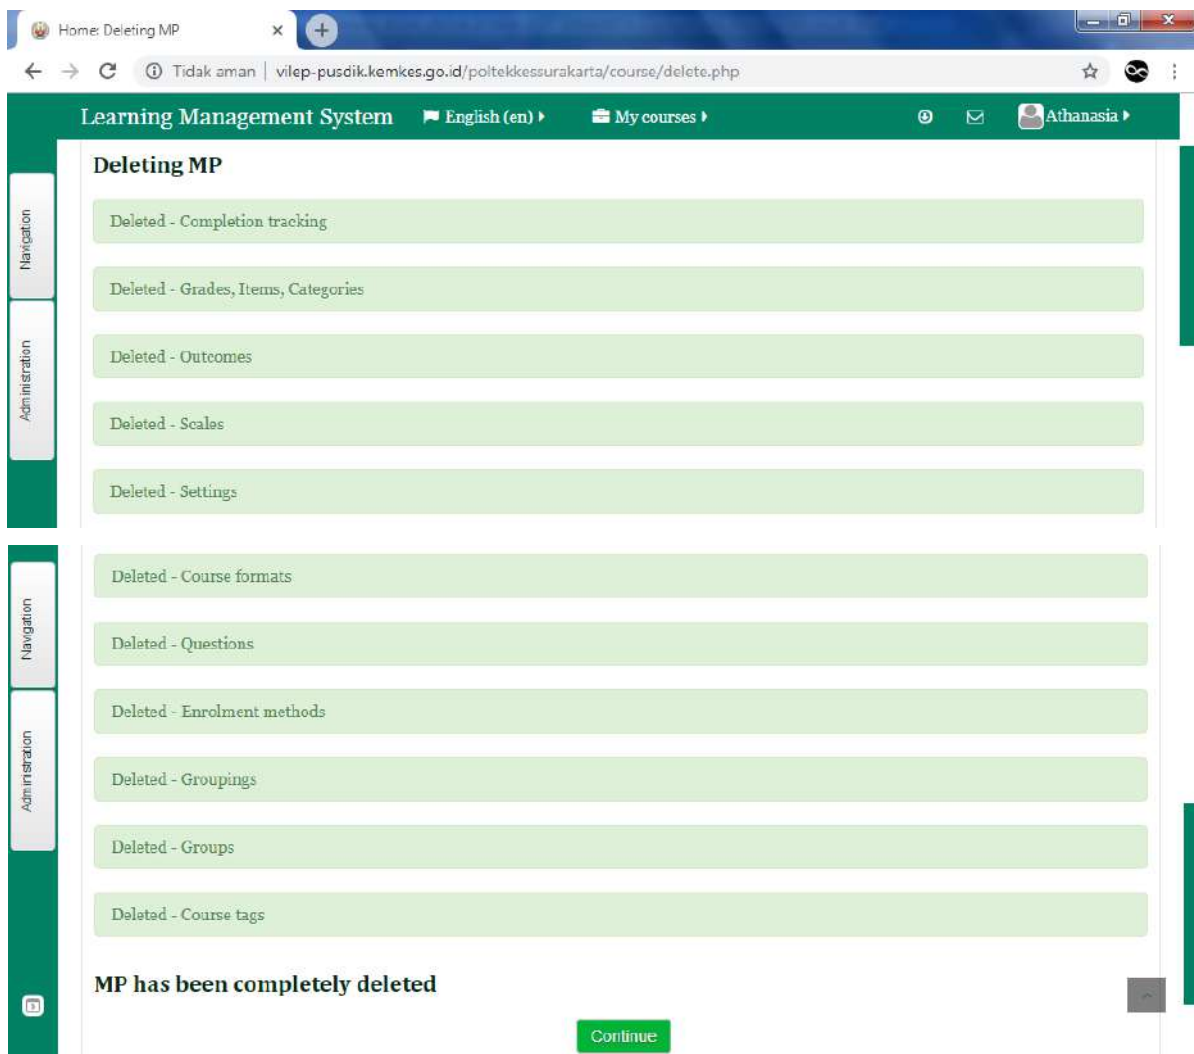 Home: Deleting MP
Tidak aman | vilep-pusdik.kemkes.go.id/poltekkessurakarta/course/delete.php
Learning Management System English (en) My courses Athanasia
Deleting MP
Navigation
Administration
Deleted - Completion tracking
Deleted - Grades, Items, Categories
Deleted - Outcomes
Deleted - Scales
Deleted - Settings
Navigation
Administration
Deleted - Course formats
Deleted - Questions
Deleted - Enrolment methods
Deleted - Groupings
Deleted - Groups
Deleted - Course tags
MP has been completely deleted
Continue